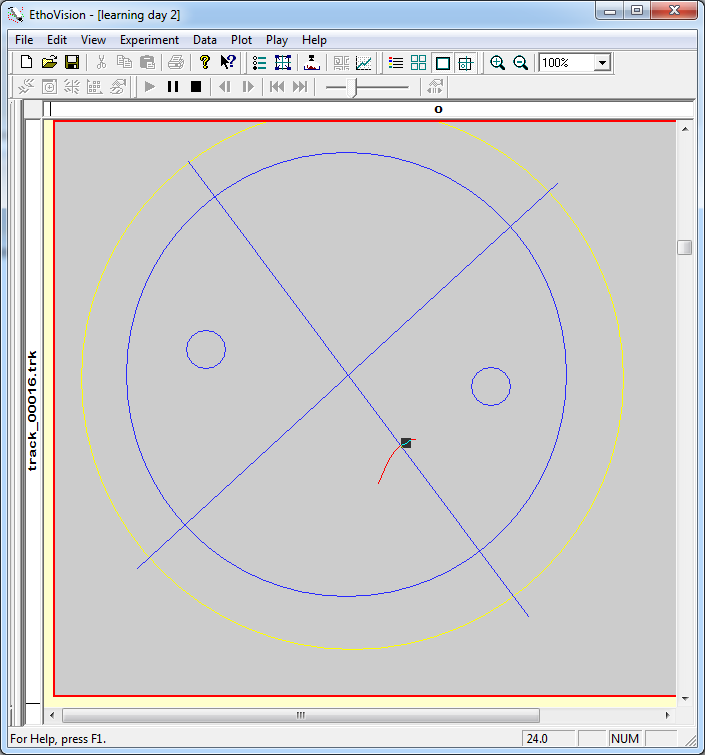 EthoVision - [learning day 2]
File Edit View Experiment Data Plot Play Help
100%
o
track_00016.trk
For Help, press F1.
24.0
NUM